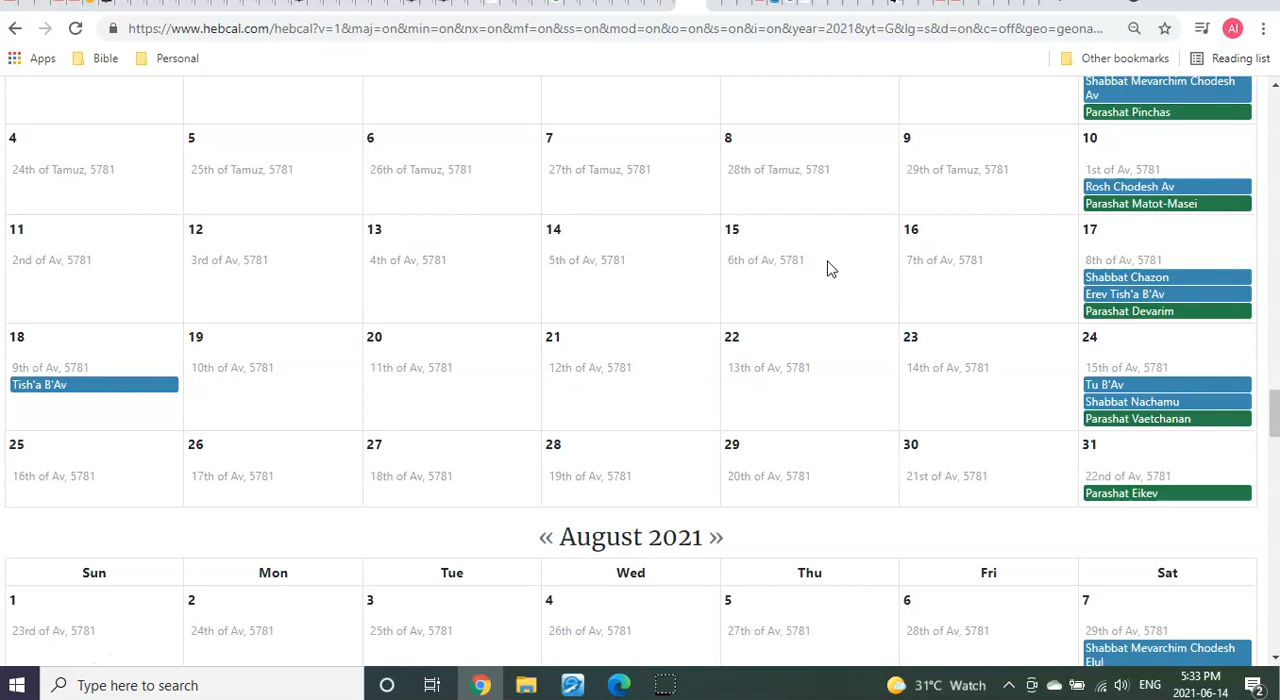 https://www.hebcal.com/hebcal?v=1&maj=on&min=on&nx=on&mf=on&ss=on&mod=on&o=on&s=on&i=on&year=2021&yt=G&lg=s&d=on&c=off&geo=geona...
AI
Apps
Bible
Personal
Other bookmarks
Reading list
Shabbat Mevarchim Chodesh
Av
Parashat Pinchas
4
5
6
7
8
9
10
24th of Tamuz, 5781
25th of Tamuz, 5781
26th of Tamuz, 5781
27th of Tamuz, 5781
28th of Tamuz, 5781
29th of Tamuz, 5781
1st of Av, 5781
Rosh Chodesh Av
Parashat Matot-Masei
11
12
13
14
15
16
17
2nd of Av, 5781
3rd of Av, 5781
4th of Av, 5781
5th of Av, 5781
6th of Av, 5781
7th of Av, 5781
8th of Av, 5781
Shabbat Chazon
Erev Tish'a B'Av
Parashat Devarim
18
19
20
21
22
23
24
9th of Av, 5781
10th of Av, 5781
11th of Av, 5781
12th of Av, 5781
13th of Av, 5781
14th of Av, 5781
15th of Av, 5781
Tish'a B'Av
Tu B'Av
Shabbat Nachamu
Parashat Vaetchanan
25
26
27
28
29
30
31
16th of Av, 5781
17th of Av, 5781
18th of Av, 5781
19th of Av, 5781
20th of Av, 5781
21st of Av, 5781
22nd of Av, 5781
Parashat Eikev
« August 2021 »
Sun
Mon
Tue
Wed
Thu
Fri
Sat
1
2
3
4
5
6
7
23rd of Av, 5781
24th of Av, 5781
25th of Av, 5781
26th of Av, 5781
27th of Av, 5781
28th of Av, 5781
29th of Av, 5781
Shabbat Mevarchim Chodesh
Elul
Type here to search
31°C Watch
ENG
5:33 PM
2021-06-14
2